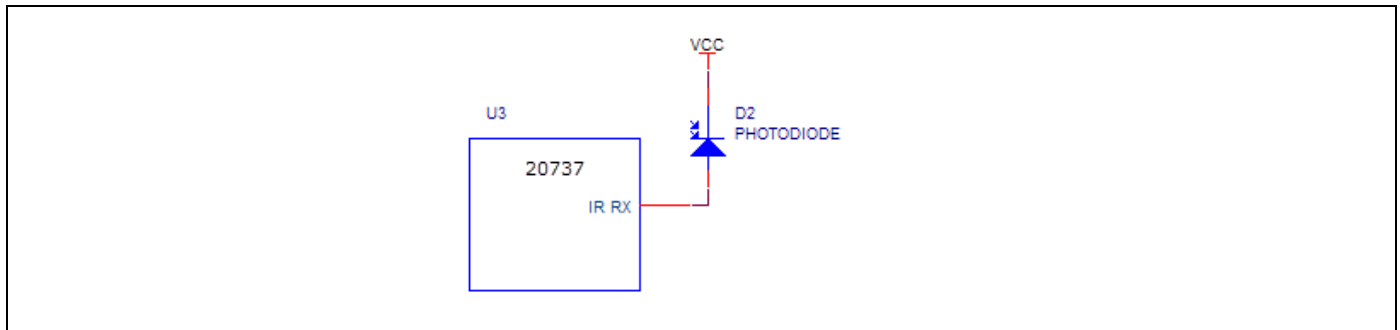 VCC
U3
D2
PHOTODIODE
20737
IR RX